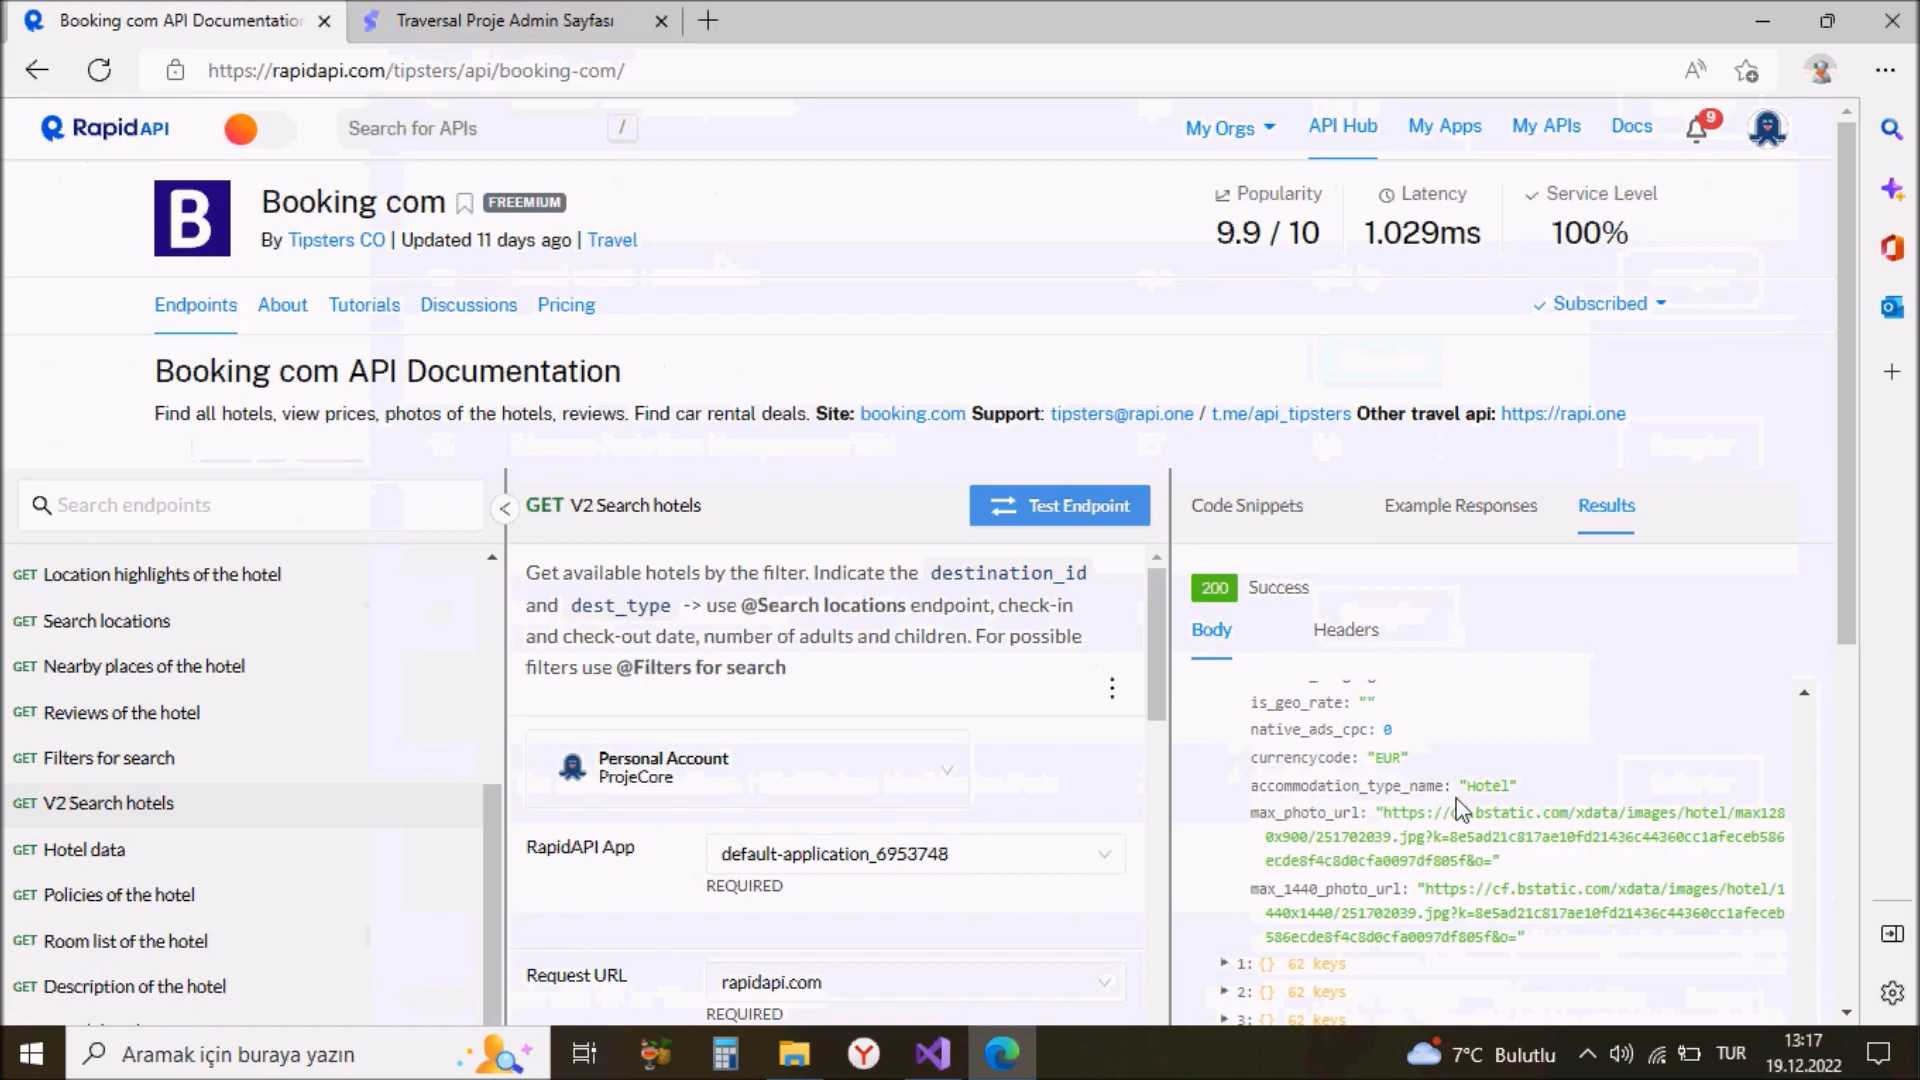 Booking com API Documentation
Traversal Proje Admin Sayfası
https://rapidapi.com/tipsters/api/booking-com/
Rapid API
Search for APIs
/
My Orgs
API Hub
My Apps
My APIs
Docs
9
B
Booking com
FREEMIUM
By Tipsters CO | Updated 11 days ago | Travel
Popularity
9.9 / 10
Latency
1.029ms
Service Level
100%
Endpoints
About
Tutorials
Discussions
Pricing
Subscribed
Booking com API Documentation
Find all hotels, view prices, photos of the hotels, reviews. Find car rental deals. Site: booking.com Support: tipsters@rapi.one / t.me/api_tipsters Other travel api: https://rapi.one
Search endpoints
GET Location highlights of the hotel
GET Search locations
GET Nearby places of the hotel
GET Reviews of the hotel
GET Filters for search
GET V2 Search hotels
GET Hotel data
GET Policies of the hotel
GET Room list of the hotel
GET Description of the hotel
GET V2 Search hotels
Test Endpoint
Get available hotels by the filter. Indicate the destination_id
and dest_type -> use @Search locations endpoint, check-in
and check-out date, number of adults and children. For possible
filters use @Filters for search
Personal Account
ProjeCore
RapidAPI App
default-application_6953748
REQUIRED
Request URL
rapidapi.com
REQUIRED
Code Snippets
Example Responses
Results
200 Success
Body
Headers
is_geo_rate: ""
native_ads_cpc: 0
currencycode: "EUR"
accommodation_type_name: "Hotel"
max_photo_url: "https://cf.bstatic.com/xdata/images/hotel/max128
0x900/251702039.jpg?k=8e5ad21c817ae10fd21436c44360cc1afeceb586
ecde8f4c8d0cfa0097df805f&o="
max_1440_photo_url: "https://cf.bstatic.com/xdata/images/hotel/1
440x1440/251702039.jpg?k=8e5ad21c817ae10fd21436c44360cc1afeceb
586ecde8f4c8d0cfa0097df805f&o="
1: {} 62 keys
2: {} 62 keys
3: {} 62 keys
Aramak için buraya yazın
7°C Bulutlu
TUR
13:17
19.12.2022